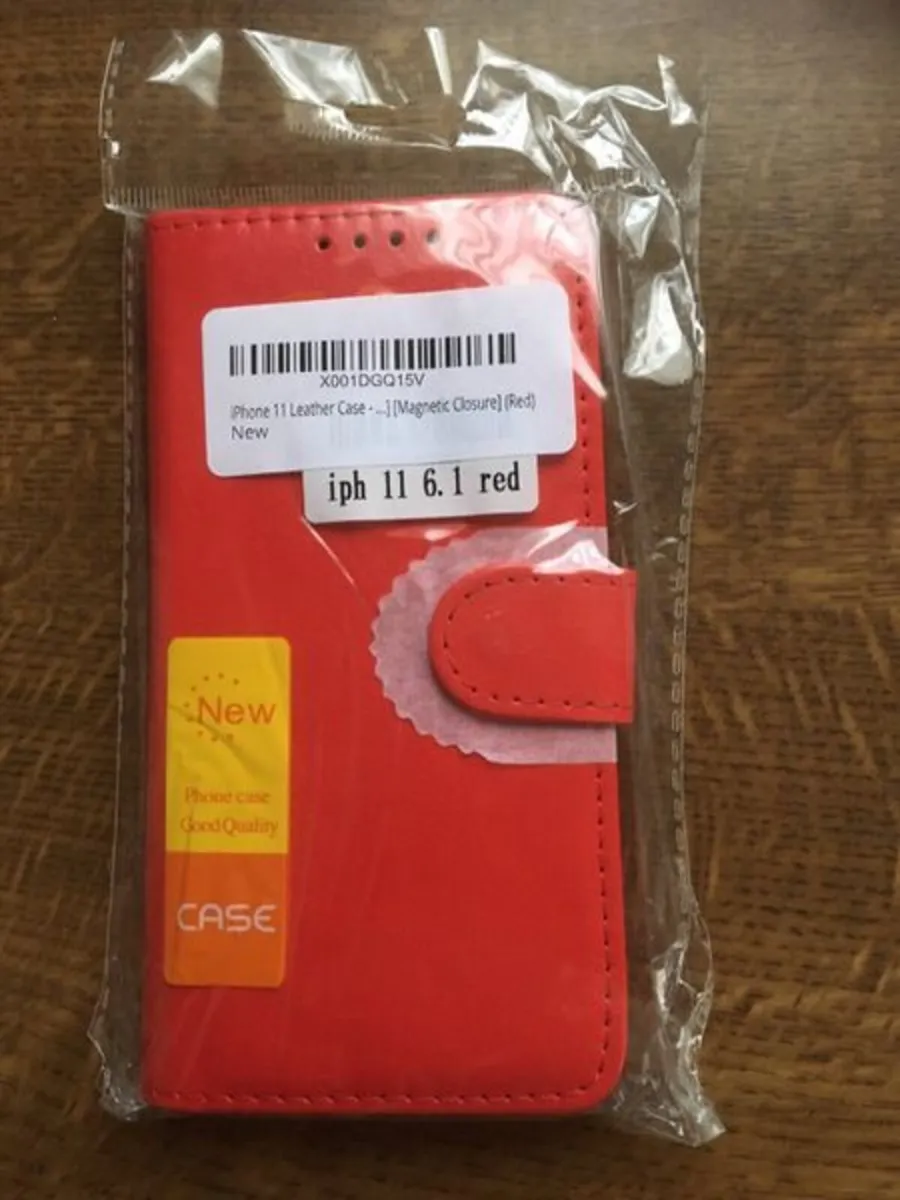 X001DGQ15V
iPhone 11 Leather Case - ...] [Magnetic Closure] (Red)
New
iph 11 6.1 red
New
Phone case
Good Quality
CASE